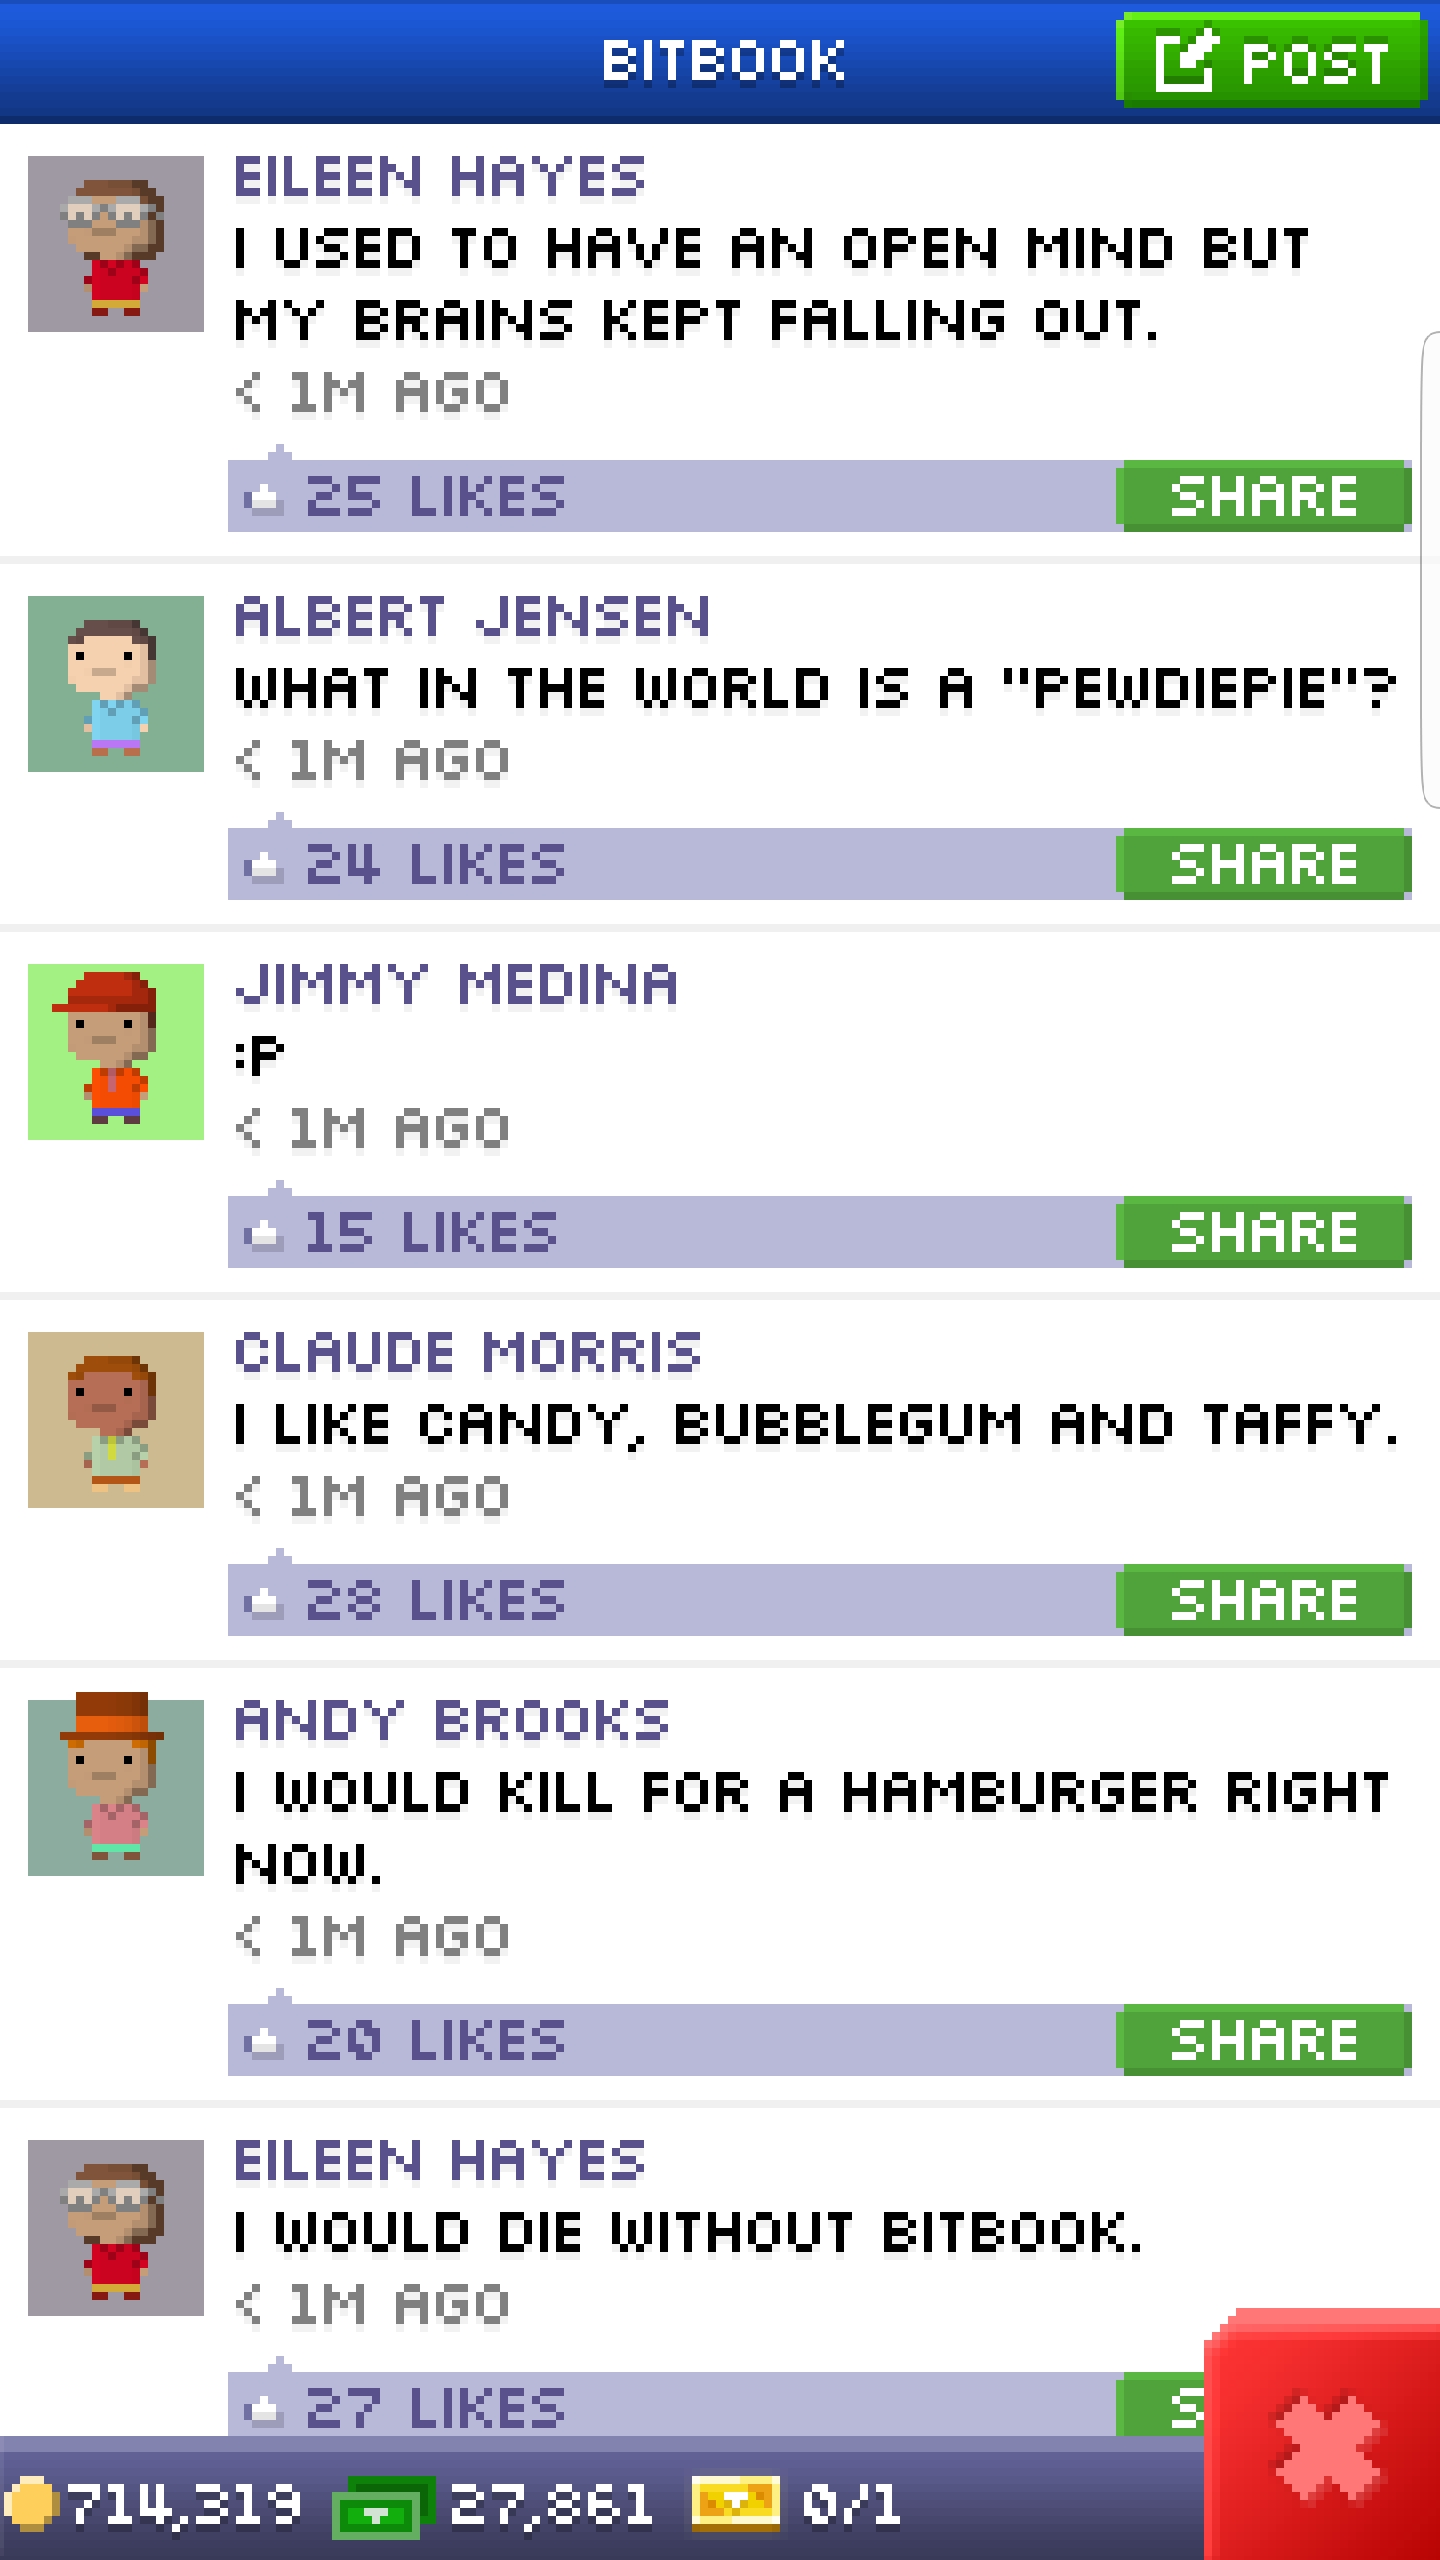 BITBOOK
POST
EILEEN HAYES
I USED TO HAVE AN OPEN MIND BUT
MY BRAINS KEPT FALLING OUT.
< 1M AGO
25 LIKES
SHARE
ALBERT JENSEN
WHAT IN THE WORLD IS A "PEWDIEPIE"?
< 1M AGO
24 LIKES
SHARE
JIMMY MEDINA
:P
< 1M AGO
15 LIKES
SHARE
CLAUDE MORRIS
I LIKE CANDY, BUBBLEGUM AND TAFFY.
< 1M AGO
28 LIKES
SHARE
ANDY BROOKS
I WOULD KILL FOR A HAMBURGER RIGHT
NOW.
< 1M AGO
20 LIKES
SHARE
EILEEN HAYES
I WOULD DIE WITHOUT BITBOOK.
< 1M AGO
27 LIKES
S
714,319
27,861
0/1